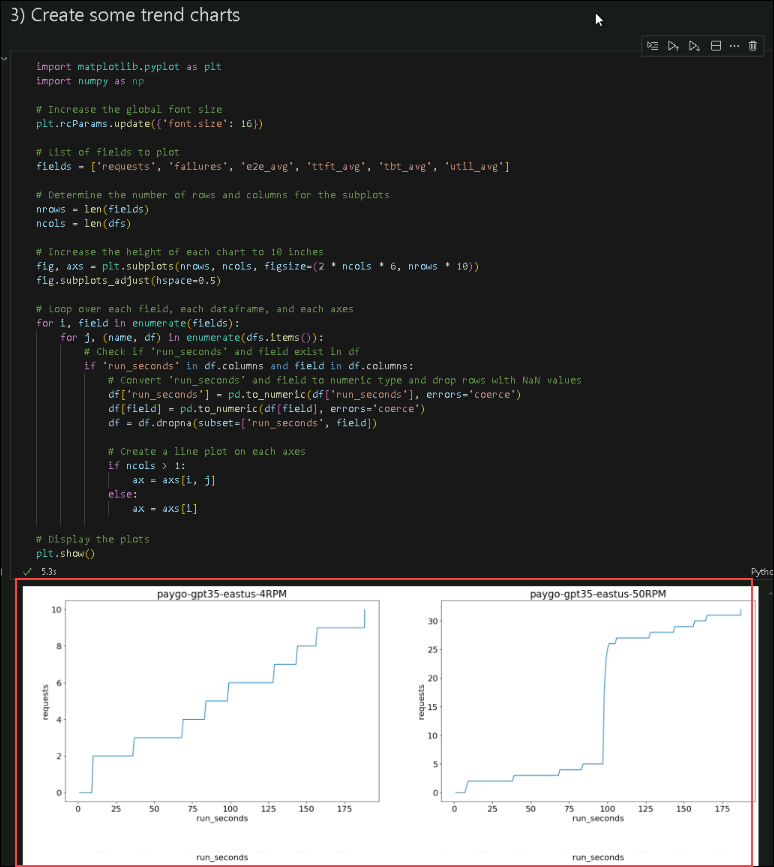 3) Create some trend charts
import matplotlib.pyplot as plt
import numpy as np
# Increase the global font size
plt.rcParams.update({'font.size': 16})
# List of fields to plot
fields = ['requests', 'failures', 'e2e_avg', 'ttft_avg', 'tbt_avg', 'util_avg']
# Determine the number of rows and columns for the subplots
nrows = len(fields)
ncols = len(dfs)
# Increase the height of each chart to 10 inches
fig, axs = plt.subplots(nrows, ncols, figsize=(2 * ncols * 6, nrows * 10))
fig.subplots_adjust(hspace=0.5)
# Loop over each field, each dataframe, and each axes
for i, field in enumerate(fields):
for j, (name, df) in enumerate(dfs.items()):
# Check if 'run_seconds' and field exist in df
if 'run_seconds' in df.columns and field in df.columns:
# Convert 'run_seconds' and field to numeric type and drop rows with NaN values
df['run_seconds'] = pd.to_numeric(df['run_seconds'], errors='coerce')
df[field] = pd.to_numeric(df[field], errors='coerce')
df = df.dropna(subset=['run_seconds', field])
# Create a line plot on each axes
if ncols > 1:
ax = axs[i, j]
else:
ax = axs[i]
# Display the plots
plt.show()
5.3s
Pytho
paygo-gpt35-eastus-4RPM
10
8
6
4
2
0
requests
0 25 50 75 100 125 150 175
run_seconds
run_seconds
paygo-gpt35-eastus-50RPM
30
25
20
15
10
5
0
requests
0 25 50 75 100 125 150 175
run_seconds
run_seconds